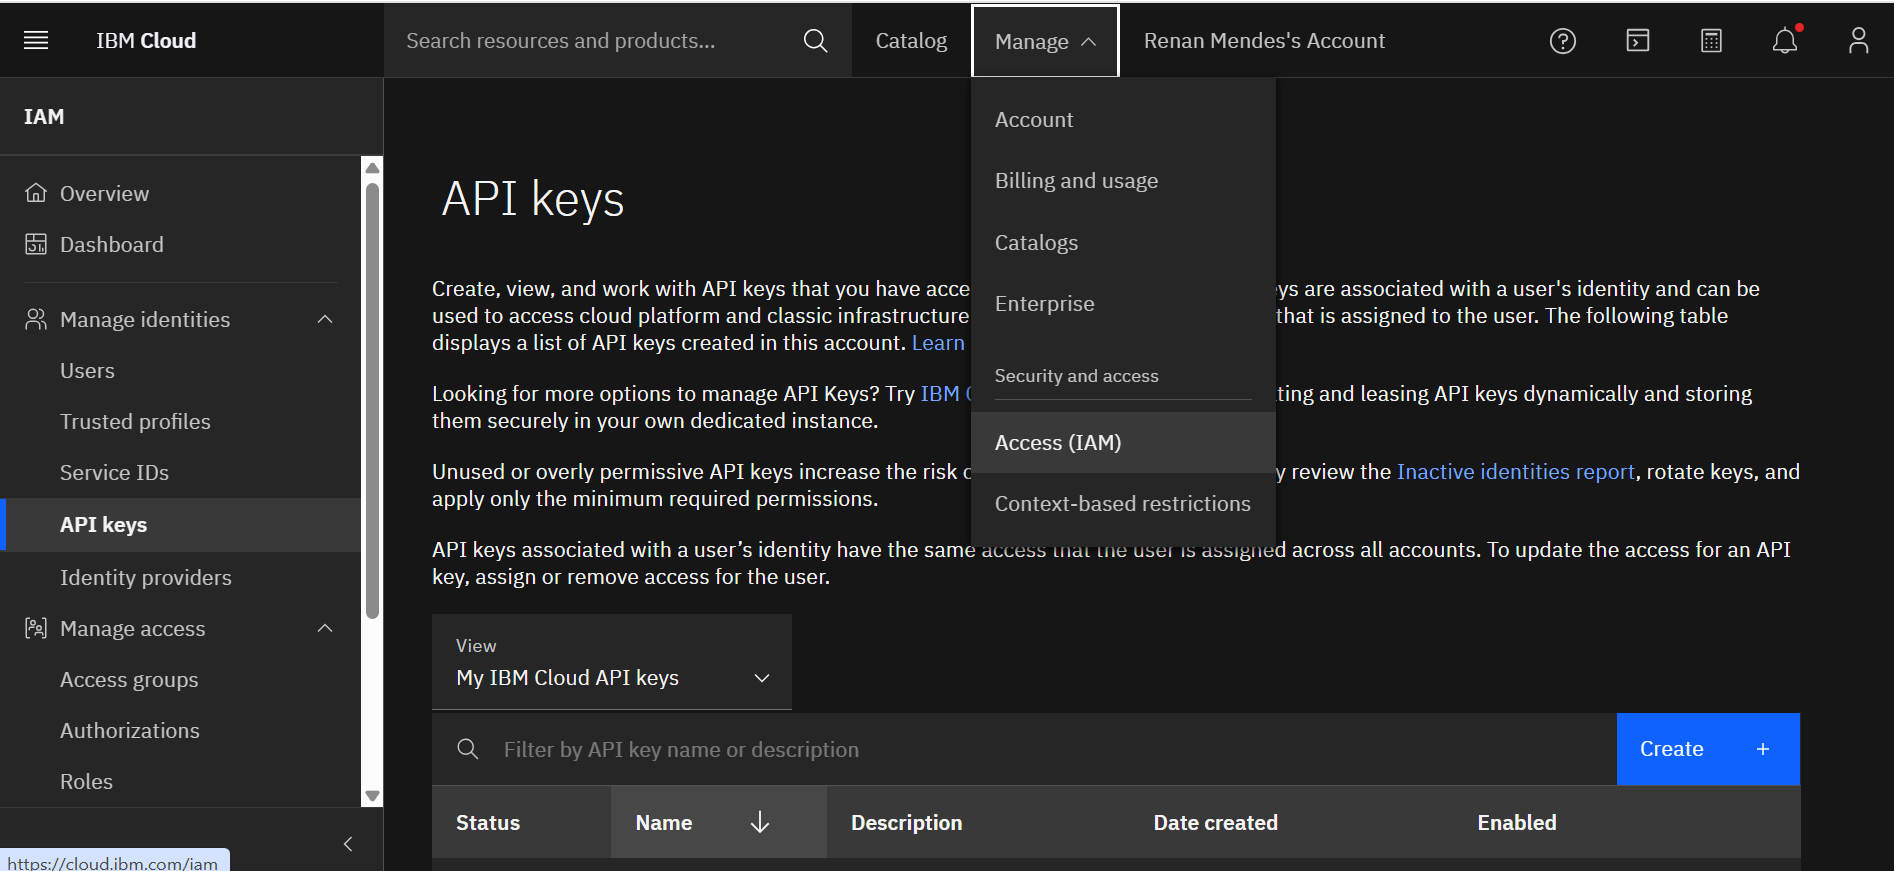 IBM Cloud
Search resources and products...
Catalog
Manage
Renan Mendes's Account
IAM
Overview
Dashboard
Manage identities
Users
Trusted profiles
Service IDs
API keys
Identity providers
Manage access
Access groups
Authorizations
Roles
https://cloud.ibm.com/iam
Account
Billing and usage
Catalogs
Enterprise
Security and access
Access (IAM)
Context-based restrictions
API keys
Create, view, and work with API keys that you have acce ys are associated with a user's identity and can be
used to access cloud platform and classic infrastructure that is assigned to the user. The following table
displays a list of API keys created in this account. Learn
Looking for more options to manage API Keys? Try IBM ting and leasing API keys dynamically and storing
them securely in your own dedicated instance.
Unused or overly permissive API keys increase the risk y review the Inactive identities report, rotate keys, and
apply only the minimum required permissions.
API keys associated with a user’s identity have the same access that the user is assigned across all accounts. To update the access for an API
key, assign or remove access for the user.
View
My IBM Cloud API keys
Filter by API key name or description
Create +
Status Name Description Date created Enabled